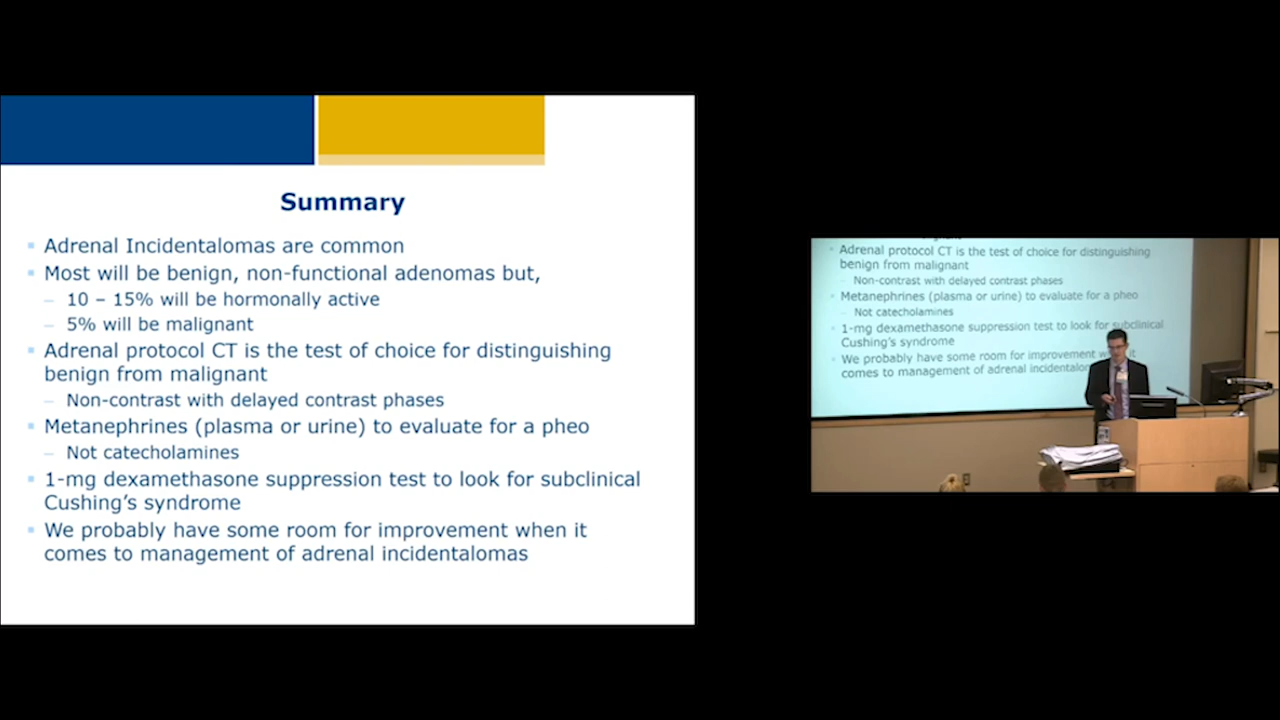 Summary
Adrenal Incidentalomas are common
Most will be benign, non-functional adenomas but,
– 10 – 15% will be hormonally active
– 5% will be malignant
Adrenal protocol CT is the test of choice for distinguishing
benign from malignant
– Non-contrast with delayed contrast phases
Metanephrines (plasma or urine) to evaluate for a pheo
– Not catecholamines
1-mg dexamethasone suppression test to look for subclinical
Cushing's syndrome
We probably have some room for improvement when it
comes to management of adrenal incidentalomas
Adrenal protocol CT is the test of choice for distinguishing
benign from malignant
– Non-contrast with delayed contrast phases
Metanephrines (plasma or urine) to evaluate for a pheo
– Not catecholamines
1-mg dexamethasone suppression test to look for subclinical
Cushing's syndrome
We probably have some room for improvement it
comes to management of adrenal